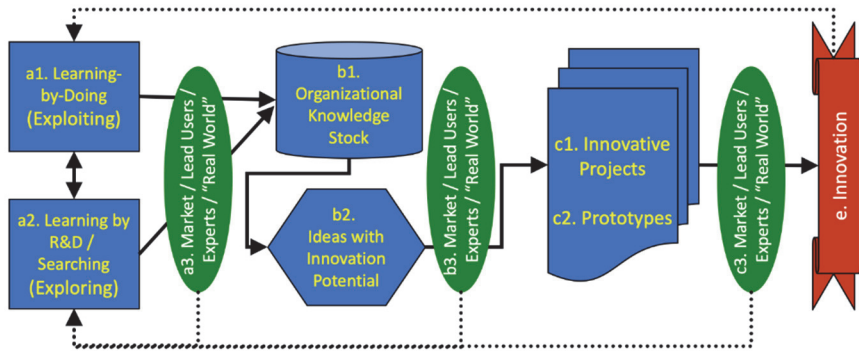 a1. Learning-
by-Doing
(Exploiting)
a2. Learning by
R&D /
Searching
(Exploring)
a3. Market / Lead Users /
Experts / “Real World”
b1.
Organizational
Knowledge
Stock
b2.
Ideas with
Innovation
Potential
b3. Market / Lead Users /
Experts / “Real World”
c1. Innovative
Projects
c2. Prototypes
c3. Market / Lead Users /
Experts / “Real World”
e. Innovation